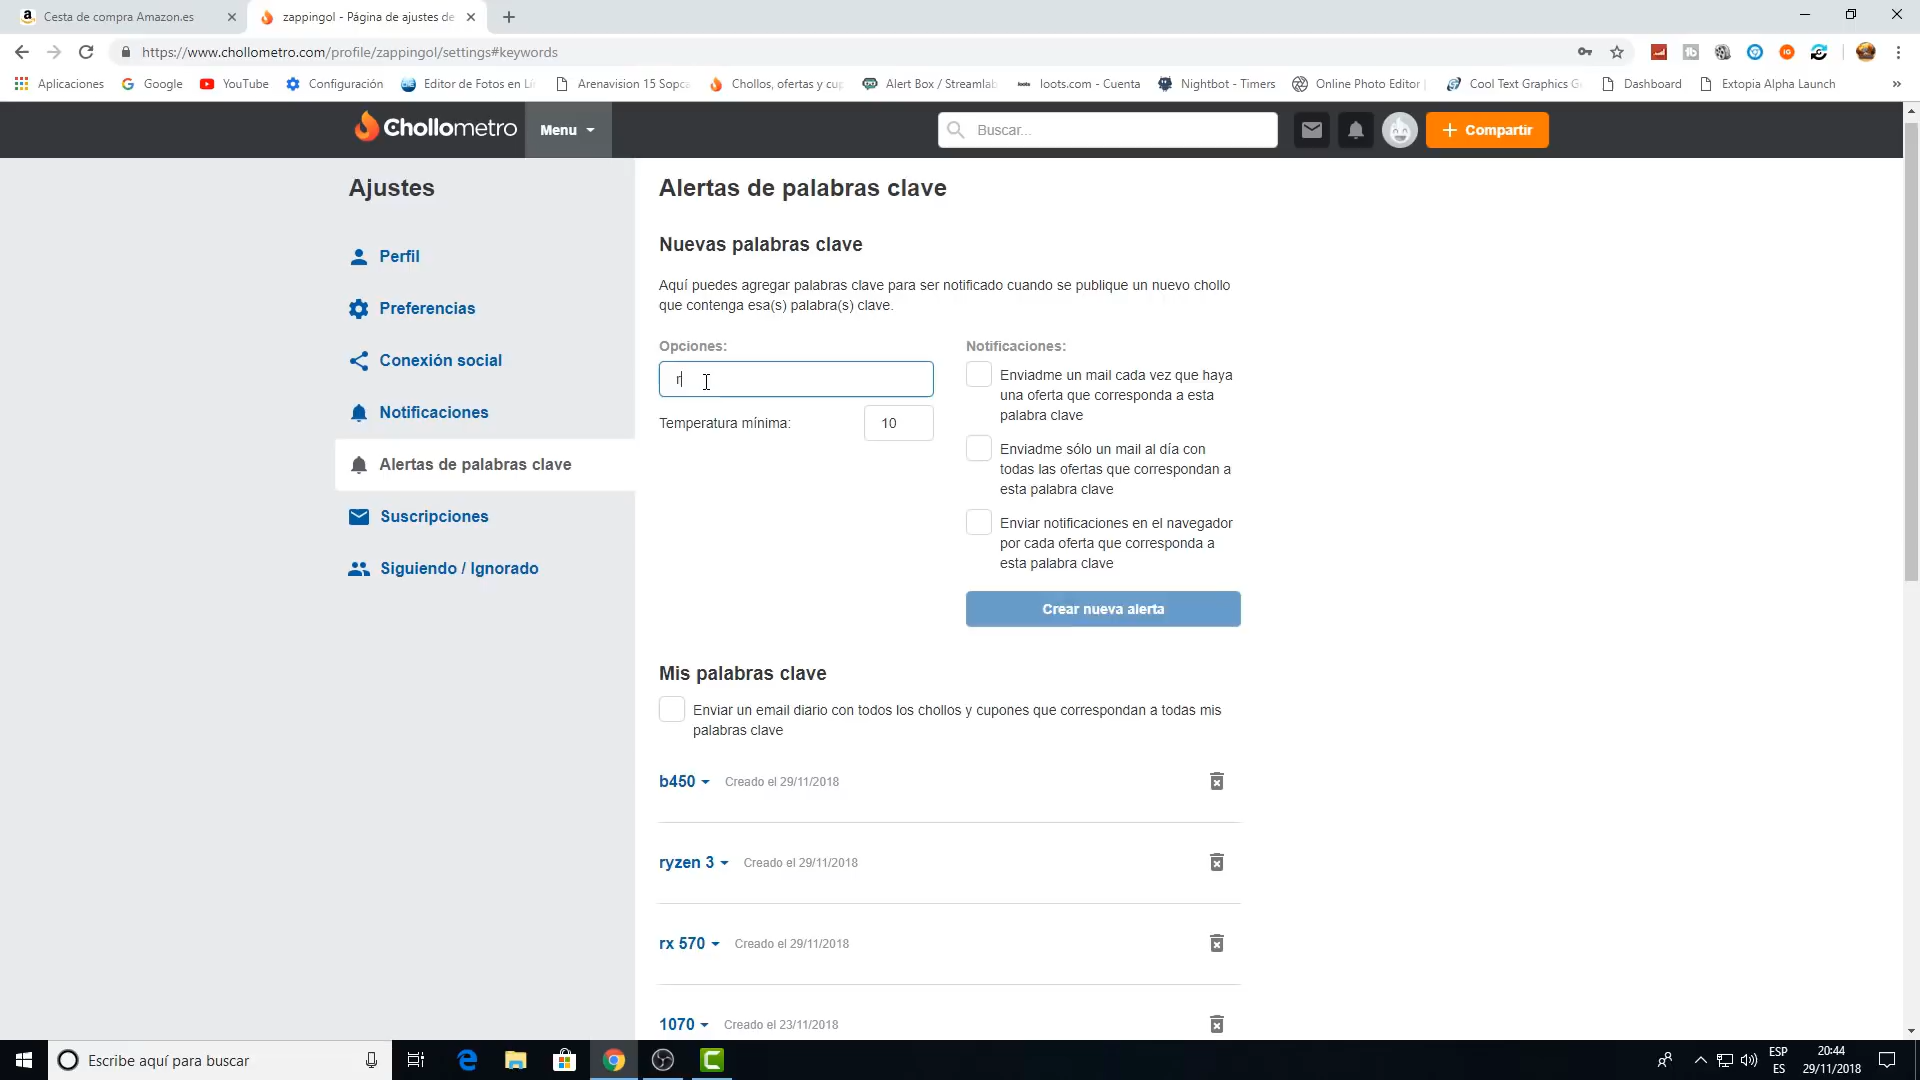 Cesta de compra Amazon.es
zappingol - Página de ajustes de
https://www.chollometro.com/profile/zappingol/settings#keywords
Aplicaciones
Google
YouTube
Configuración
Editor de Fotos en Lí
Arenavision 15 Sopca
Chollos, ofertas y cup
Alert Box / Streamlab
loots.com - Cuenta
Nightbot - Timers
Online Photo Editor
Cool Text Graphics G
Dashboard
Extopia Alpha Launch
»
Chollometro
Menu
Buscar...
Compartir
Ajustes
Perfil
Preferencias
Conexión social
Notificaciones
Alertas de palabras clave
Suscripciones
Siguiendo / Ignorado
Alertas de palabras clave
Nuevas palabras clave
Aquí puedes agregar palabras clave para ser notificado cuando se publique un nuevo chollo
que contenga esa(s) palabra(s) clave.
Opciones:
r
Temperatura mínima:
10
Notificaciones:
Enviadme un mail cada vez que haya
una oferta que corresponda a esta
palabra clave
Enviadme sólo un mail al día con
todas las ofertas que correspondan a
esta palabra clave
Enviar notificaciones en el navegador
por cada oferta que corresponda a
esta palabra clave
Crear nueva alerta
Mis palabras clave
Enviar un email diario con todos los chollos y cupones que correspondan a todas mis
palabras clave
b450
Creado el 29/11/2018
ryzen 3
Creado el 29/11/2018
rx 570
Creado el 29/11/2018
1070
Creado el 23/11/2018
Escribe aquí para buscar
ESP
ES
20:44
29/11/2018